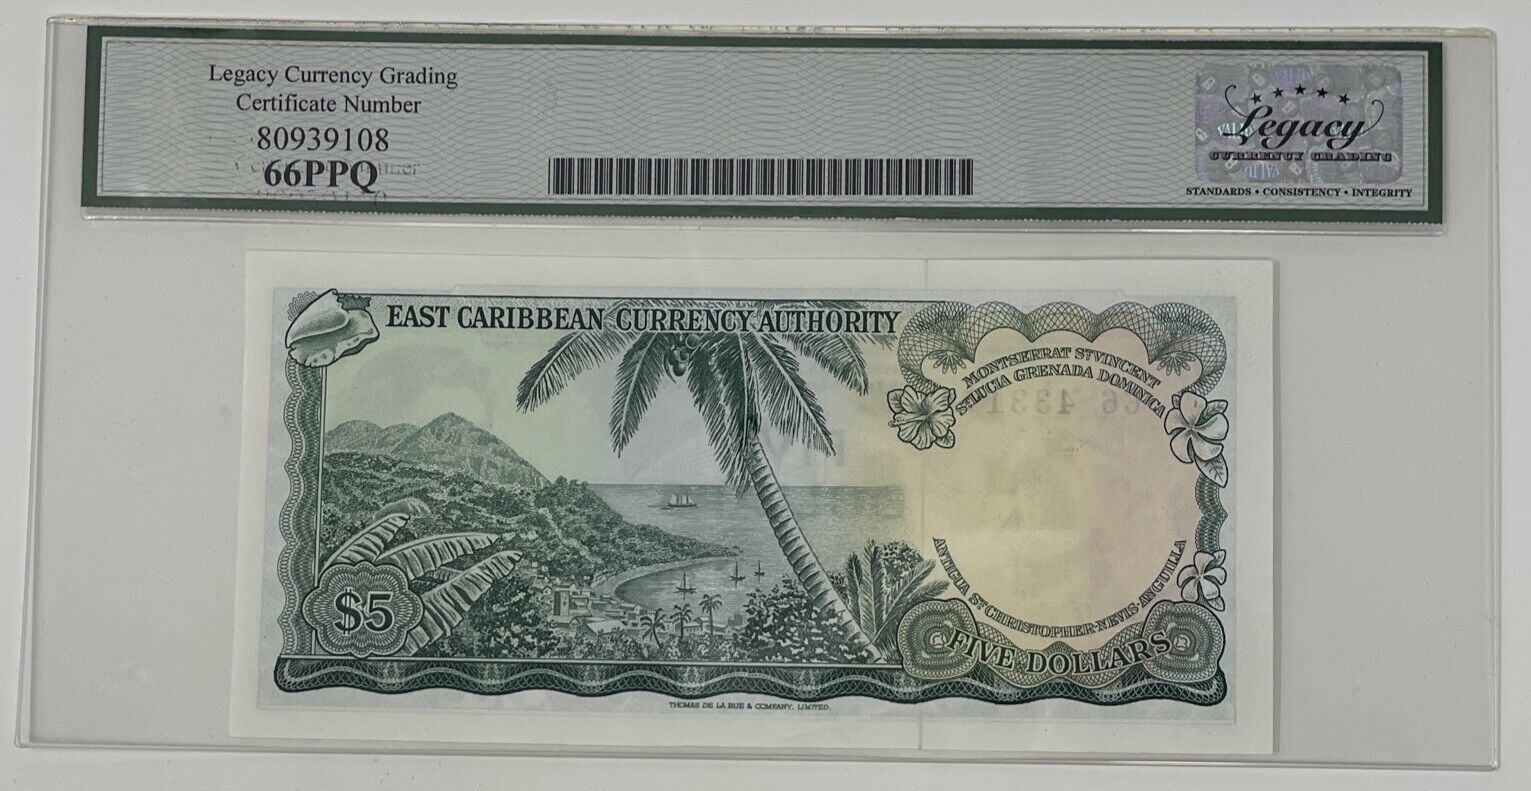 Legacy Currency Grading
Certificate Number
80939108
66PPQ
Legacy
CURRENCY GRADING
STANDARDS • CONSISTENCY • INTEGRITY
EAST CARIBBEAN CURRENCY AUTHORITY
MONTSERRAT ST VINCENT
ST LUCIA GRENADA DOMINICA
ANTIGUA ST CHRISTOPHER-NEVIS-ANGUILLA
$5
FIVE DOLLARS
THOMAS DE LA RUE & COMPANY, LIMITED.